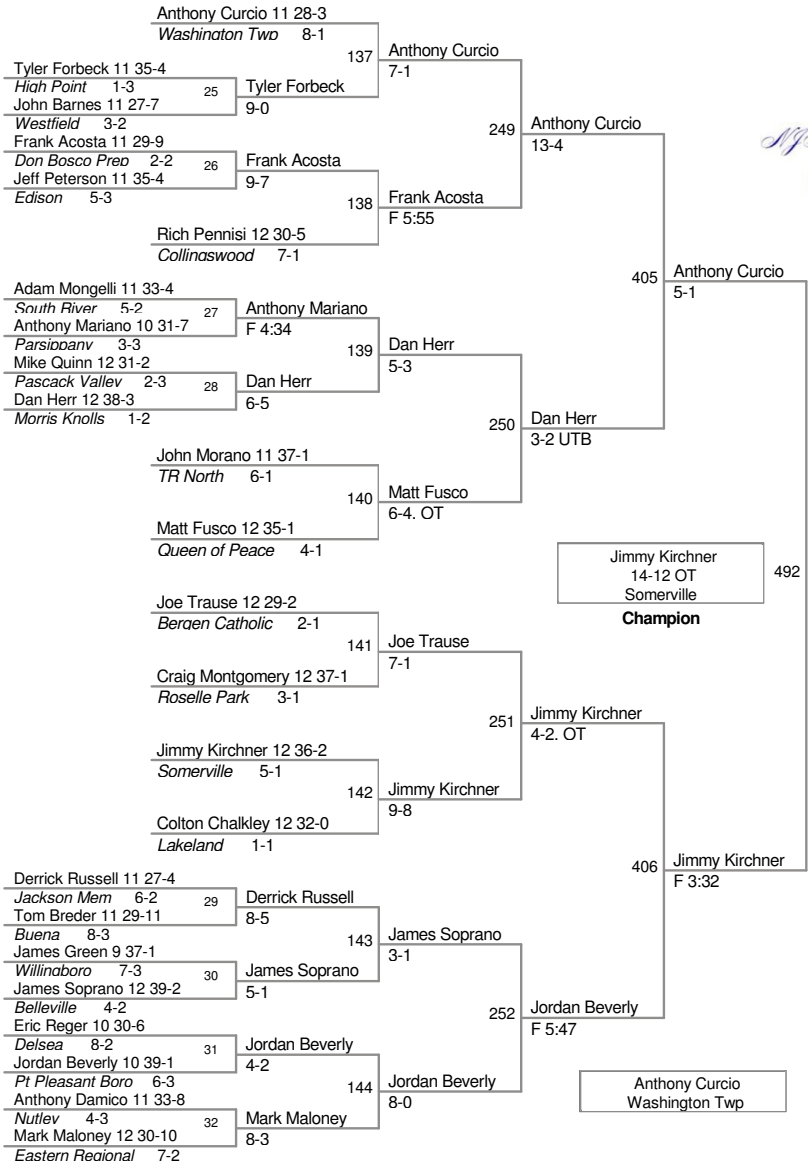 Anthony Curcio 11 28-3
Washington Twp 8-1
137
Anthony Curcio
7-1
Tyler Forbeck 11 35-4
High Point 1-3
25
Tyler Forbeck
9-0
John Barnes 11 27-7
Westfield 3-2
249
Anthony Curcio
13-4
Frank Acosta 11 29-9
Don Bosco Prep 2-2
26
Frank Acosta
9-7
Jeff Peterson 11 35-4
Edison 5-3
138
Frank Acosta
F 5:55
Rich Pennisi 12 30-5
Collingswood 7-1
405
Anthony Curcio
5-1
Adam Mongelli 11 33-4
South River 5-2
27
Anthony Mariano
F 4:34
Anthony Mariano 10 31-7
Parsippany 3-3
139
Dan Herr
5-3
Mike Quinn 12 31-2
Pascack Valley 2-3
28
Dan Herr
6-5
Dan Herr 12 38-3
Morris Knolls 1-2
250
Dan Herr
3-2 UTB
John Morano 11 37-1
TR North 6-1
140
Matt Fusco
6-4. OT
Matt Fusco 12 35-1
Queen of Peace 4-1
Jimmy Kirchner
14-12 OT
Somerville
492
Champion
Joe Trause 12 29-2
Bergen Catholic 2-1
141
Joe Trause
7-1
Craig Montgomery 12 37-1
Roselle Park 3-1
251
Jimmy Kirchner
4-2. OT
Jimmy Kirchner 12 36-2
Somerville 5-1
142
Jimmy Kirchner
9-8
Colton Chalkley 12 32-0
Lakeland 1-1
406
Jimmy Kirchner
F 3:32
Derrick Russell 11 27-4
Jackson Mem 6-2
29
Derrick Russell
8-5
Tom Breder 11 29-11
Buena 8-3
143
James Soprano
3-1
James Green 9 37-1
Willingboro 7-3
30
James Soprano
5-1
James Soprano 12 39-2
Belleville 4-2
252
Jordan Beverly
F 5:47
Eric Reger 10 30-6
Delsea 8-2
31
Jordan Beverly
4-2
Jordan Beverly 10 39-1
Pt Pleasant Boro 6-3
144
Jordan Beverly
8-0
Anthony Damico 11 33-8
Nutley 4-3
32
Mark Maloney
8-3
Mark Maloney 12 30-10
Eastern Regional 7-2
Anthony Curcio
Washington Twp